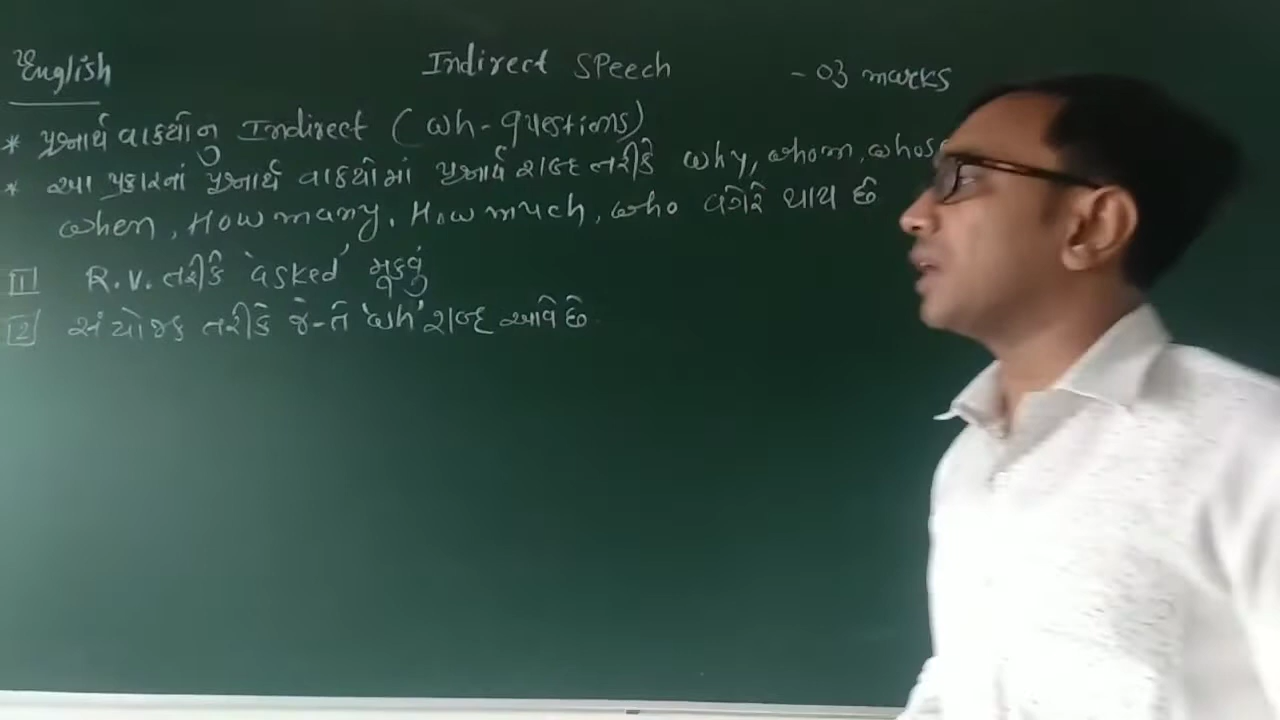 English
Indirect Speech - 03 marks
* પ્રશ્નાર્થ વાક્યોનું Indirect (Wh-questions)
* આ પ્રકારનાં પ્રશ્નાર્થ વાક્યોમાં પ્રશ્નાર્થ શબ્દ તરીકે why, whom, whose
when, How many, How much, who વગેરે થાય છે
1 R.V. તરીકે 'asked' મૂકવું
2 સંયોજક તરીકે જે-તે 'wh' શબ્દ આવે છે